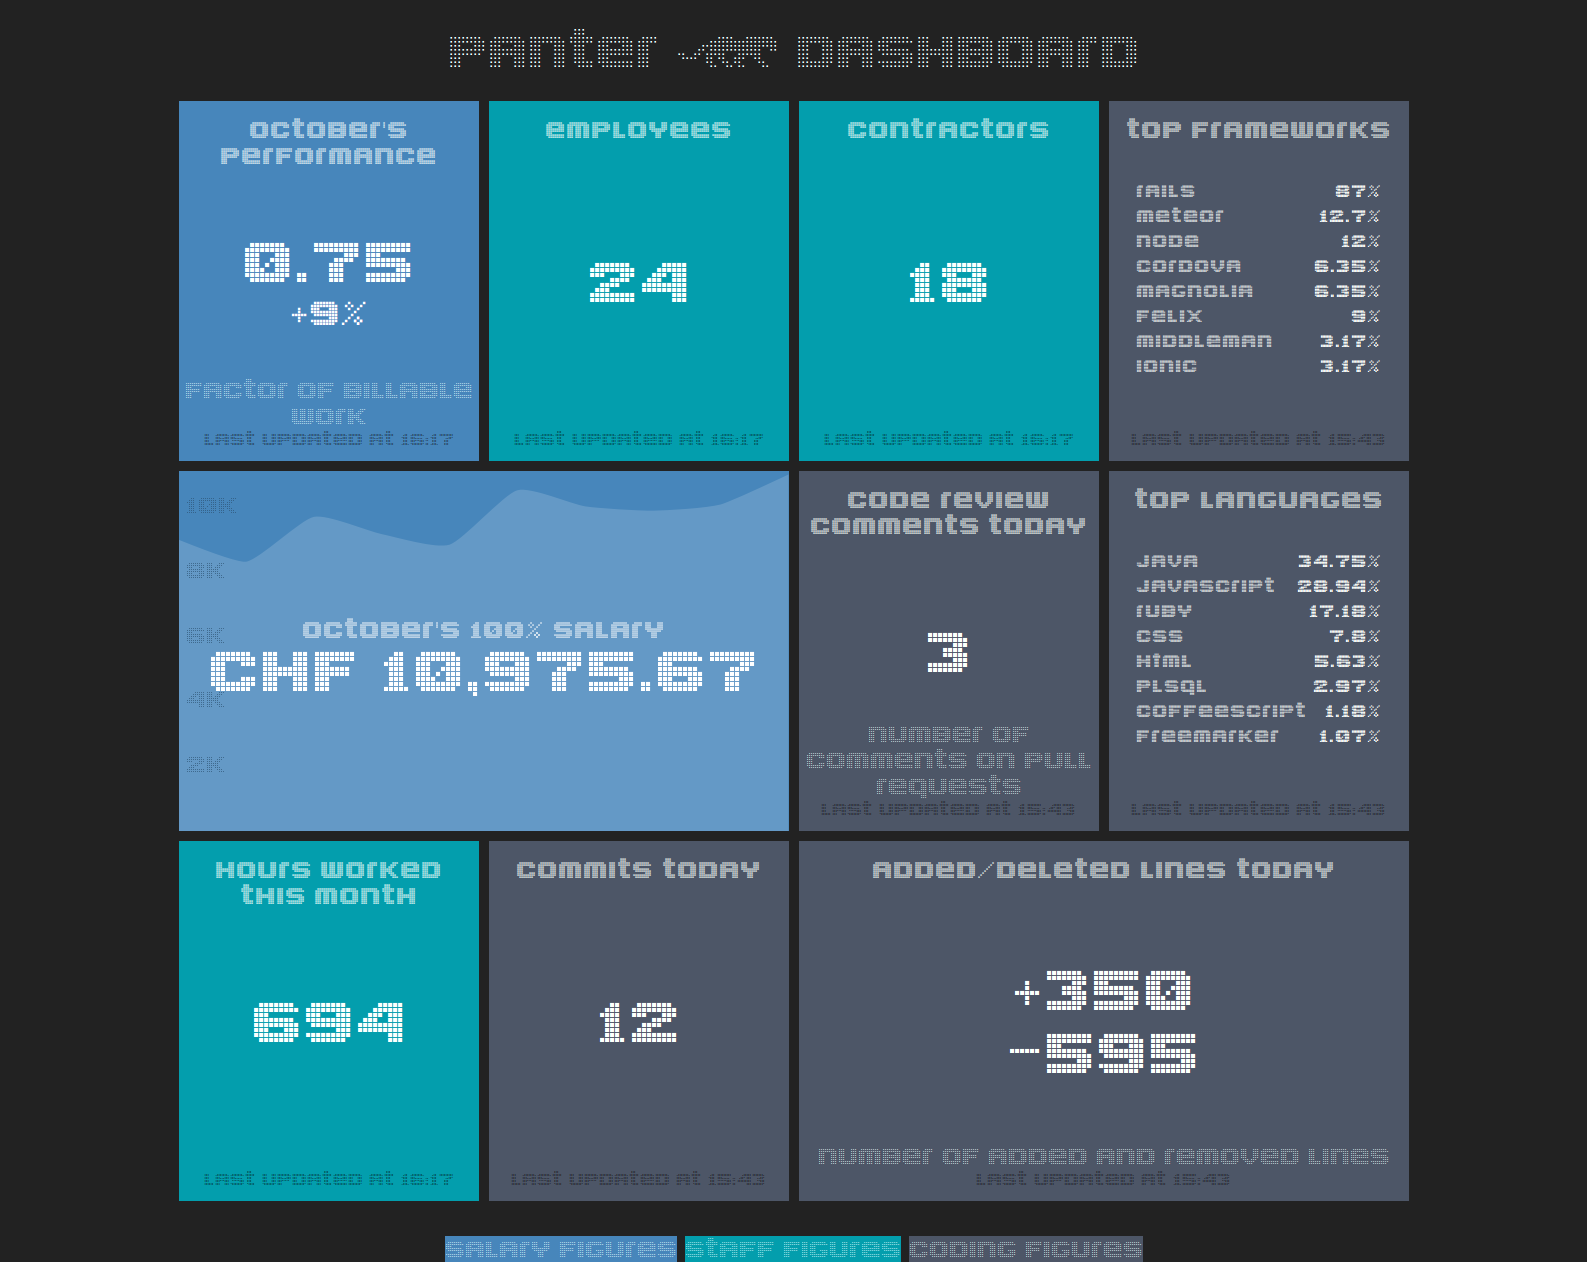 Panter DASHBOARD
October's
Performance
0.75
+9%
Factor of billable
work
Last updated at 16:17
Employees
24
Last updated at 16:17
Contractors
18
Last updated at 16:17
Top Frameworks
rails 87%
meteor 12.7%
node 12%
cordova 6.35%
magnolia 6.35%
felix 9%
middleman 3.17%
ionic 3.17%
Last updated at 15:43
10K
8K
6K
4K
2K
October's 100% Salary
CHF 10,975.67
Code Review
Comments Today
3
Number of
comments on pull
requests
Last updated at 15:43
Top Languages
Java 34.75%
JavaScript 28.94%
Ruby 17.18%
CSS 7.8%
HTML 5.63%
PLSQL 2.97%
CoffeeScript 1.18%
FreeMarker 1.07%
Last updated at 15:43
Hours worked
this month
694
Last updated at 16:17
Commits Today
12
Last updated at 15:43
Added/Deleted Lines Today
+350
-595
Number of added and removed lines
Last updated at 15:43
Salary figures Staff figures Coding figures